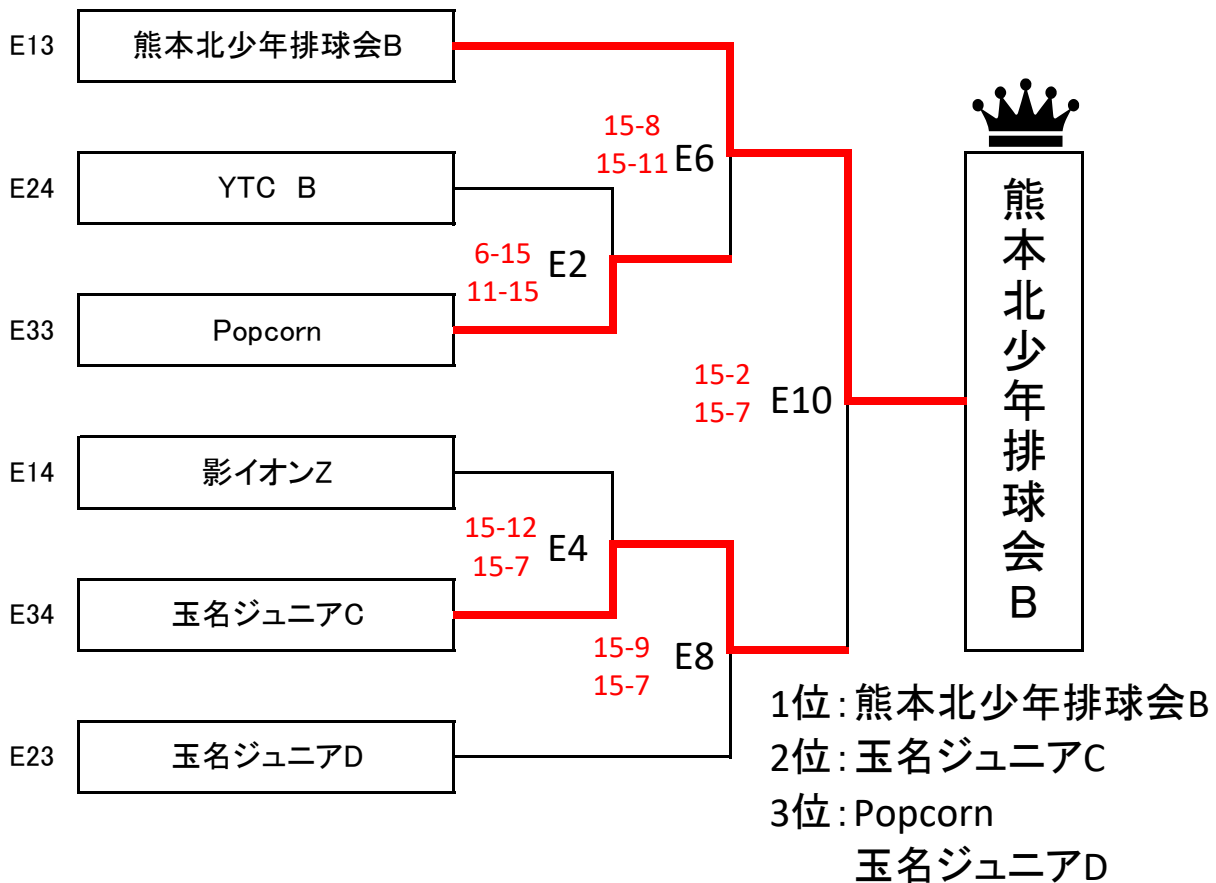 E13
熊本北少年排球会B
E24
YTC B
E33
Popcorn
E14
影イオンZ
E34
玉名ジュニアC
E23
玉名ジュニアD
15-8
15-11
E6
6-15
11-15
E2
15-2
15-7
E10
15-12
15-7
E4
15-9
15-7
E8
熊本北少年排球会B
1位:熊本北少年排球会B
2位:玉名ジュニアC
3位:Popcorn
玉名ジュニアD